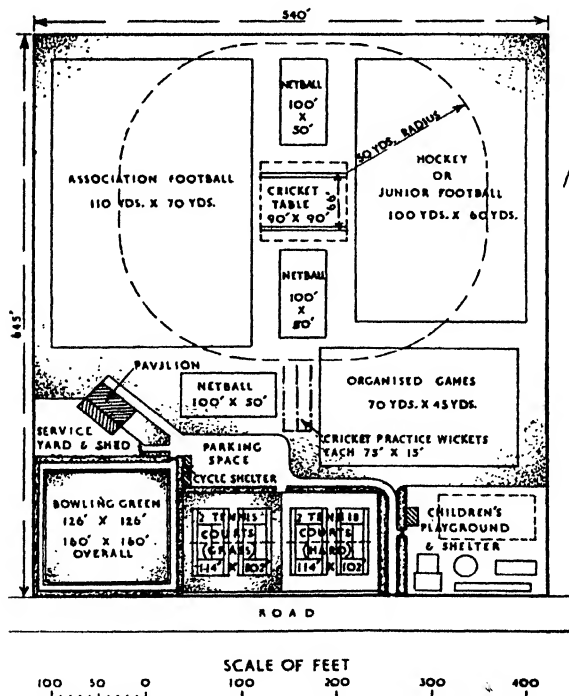 540'
645'
NETBALL
100'
X
50'
50 YDS. RADIUS
ASSOCIATION FOOTBALL
110 YDS. X 70 YDS.
CRICKET
TABLE
90' X 90'
66'
HOCKEY
OR
JUNIOR FOOTBALL
100 YDS. X 60 YDS.
NETBALL
100'
X
50'
PAVILION
NETBALL
100' X 50'
ORGANISED GAMES
70 YDS. X 45 YDS.
SERVICE
YARD & SHED
PARKING
SPACE
CYCLE SHELTER
CRICKET PRACTICE WICKETS
EACH 75' X 15'
BOWLING GREEN
126' X 126'
160' X 160'
OVERALL
2 TENNIS
COURTS
(GRASS)
114' X 102'
2 TENNIS
COURTS
(HARD)
114' X 102'
CHILDREN'S
PLAYGROUND
& SHELTER
ROAD
SCALE OF FEET
100 50 0 100 200 300 400